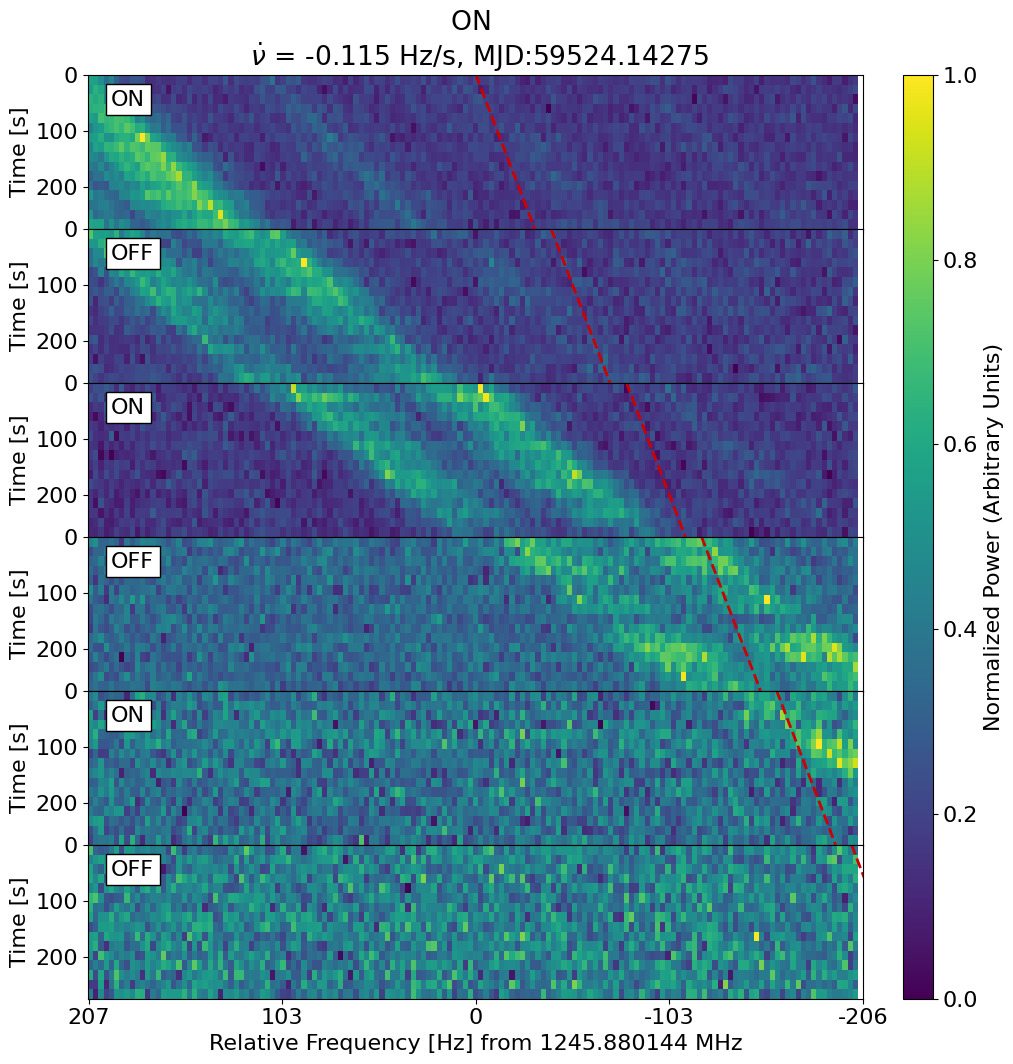 ON
ν̇ = -0.115 Hz/s, MJD:59524.14275
0
ON
100
Time [s]
200
0
OFF
100
Time [s]
200
0
ON
100
Time [s]
200
0
OFF
100
Time [s]
200
0
ON
100
Time [s]
200
0
OFF
100
Time [s]
200
207 103 0 -103 -206
Relative Frequency [Hz] from 1245.880144 MHz
1.0
0.8
0.6
0.4
0.2
0.0
Normalized Power (Arbitrary Units)